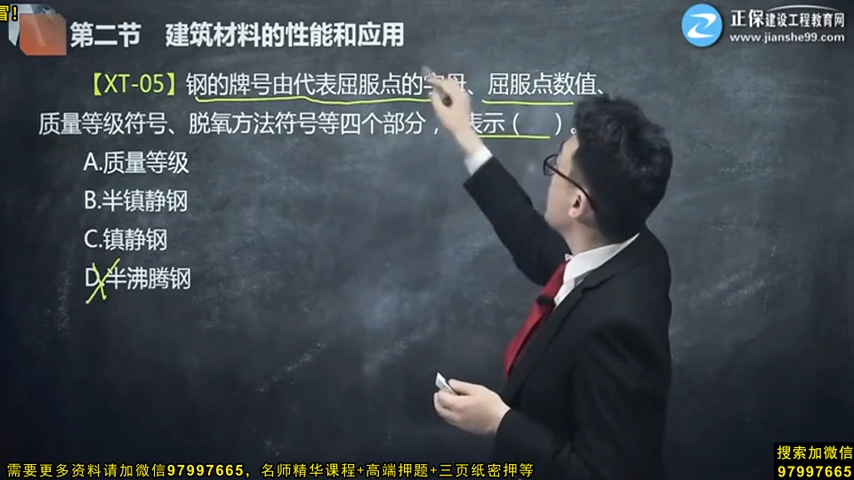 冒!
第二节 建筑材料的性能和应用
正保建设工程教育网
www.jianshe99.com
【XT-05】钢的牌号由代表屈服点的字母、屈服点数值、
质量等级符号、脱氧方法符号等四个部分, 表示( )。
A.质量等级
B.半镇静钢
C.镇静钢
D.半沸腾钢
搜索加微信
97997665
需要更多资料请加微信97997665，名师精华课程+高端押题+三页纸密押等